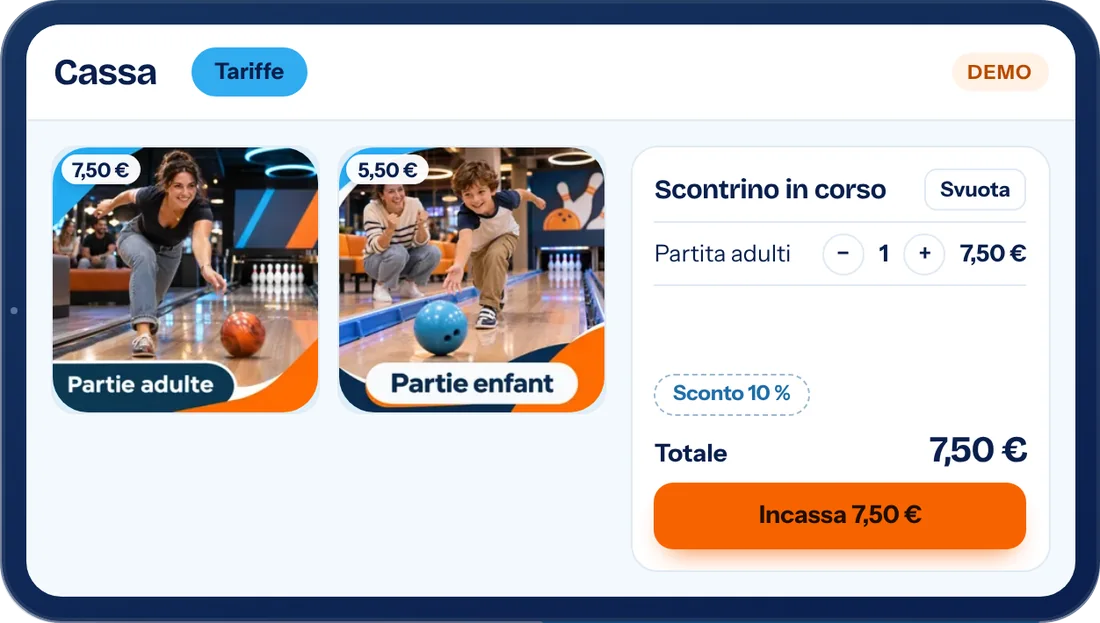 Cassa
Tariffe
DEMO
7,50 €
Partie adulte
5,50 €
Partie enfant
Scontrino in corso
Svuota
Partita adulti − 1 + 7,50 €
Sconto 10 %
Totale 7,50 €
Incassa 7,50 €